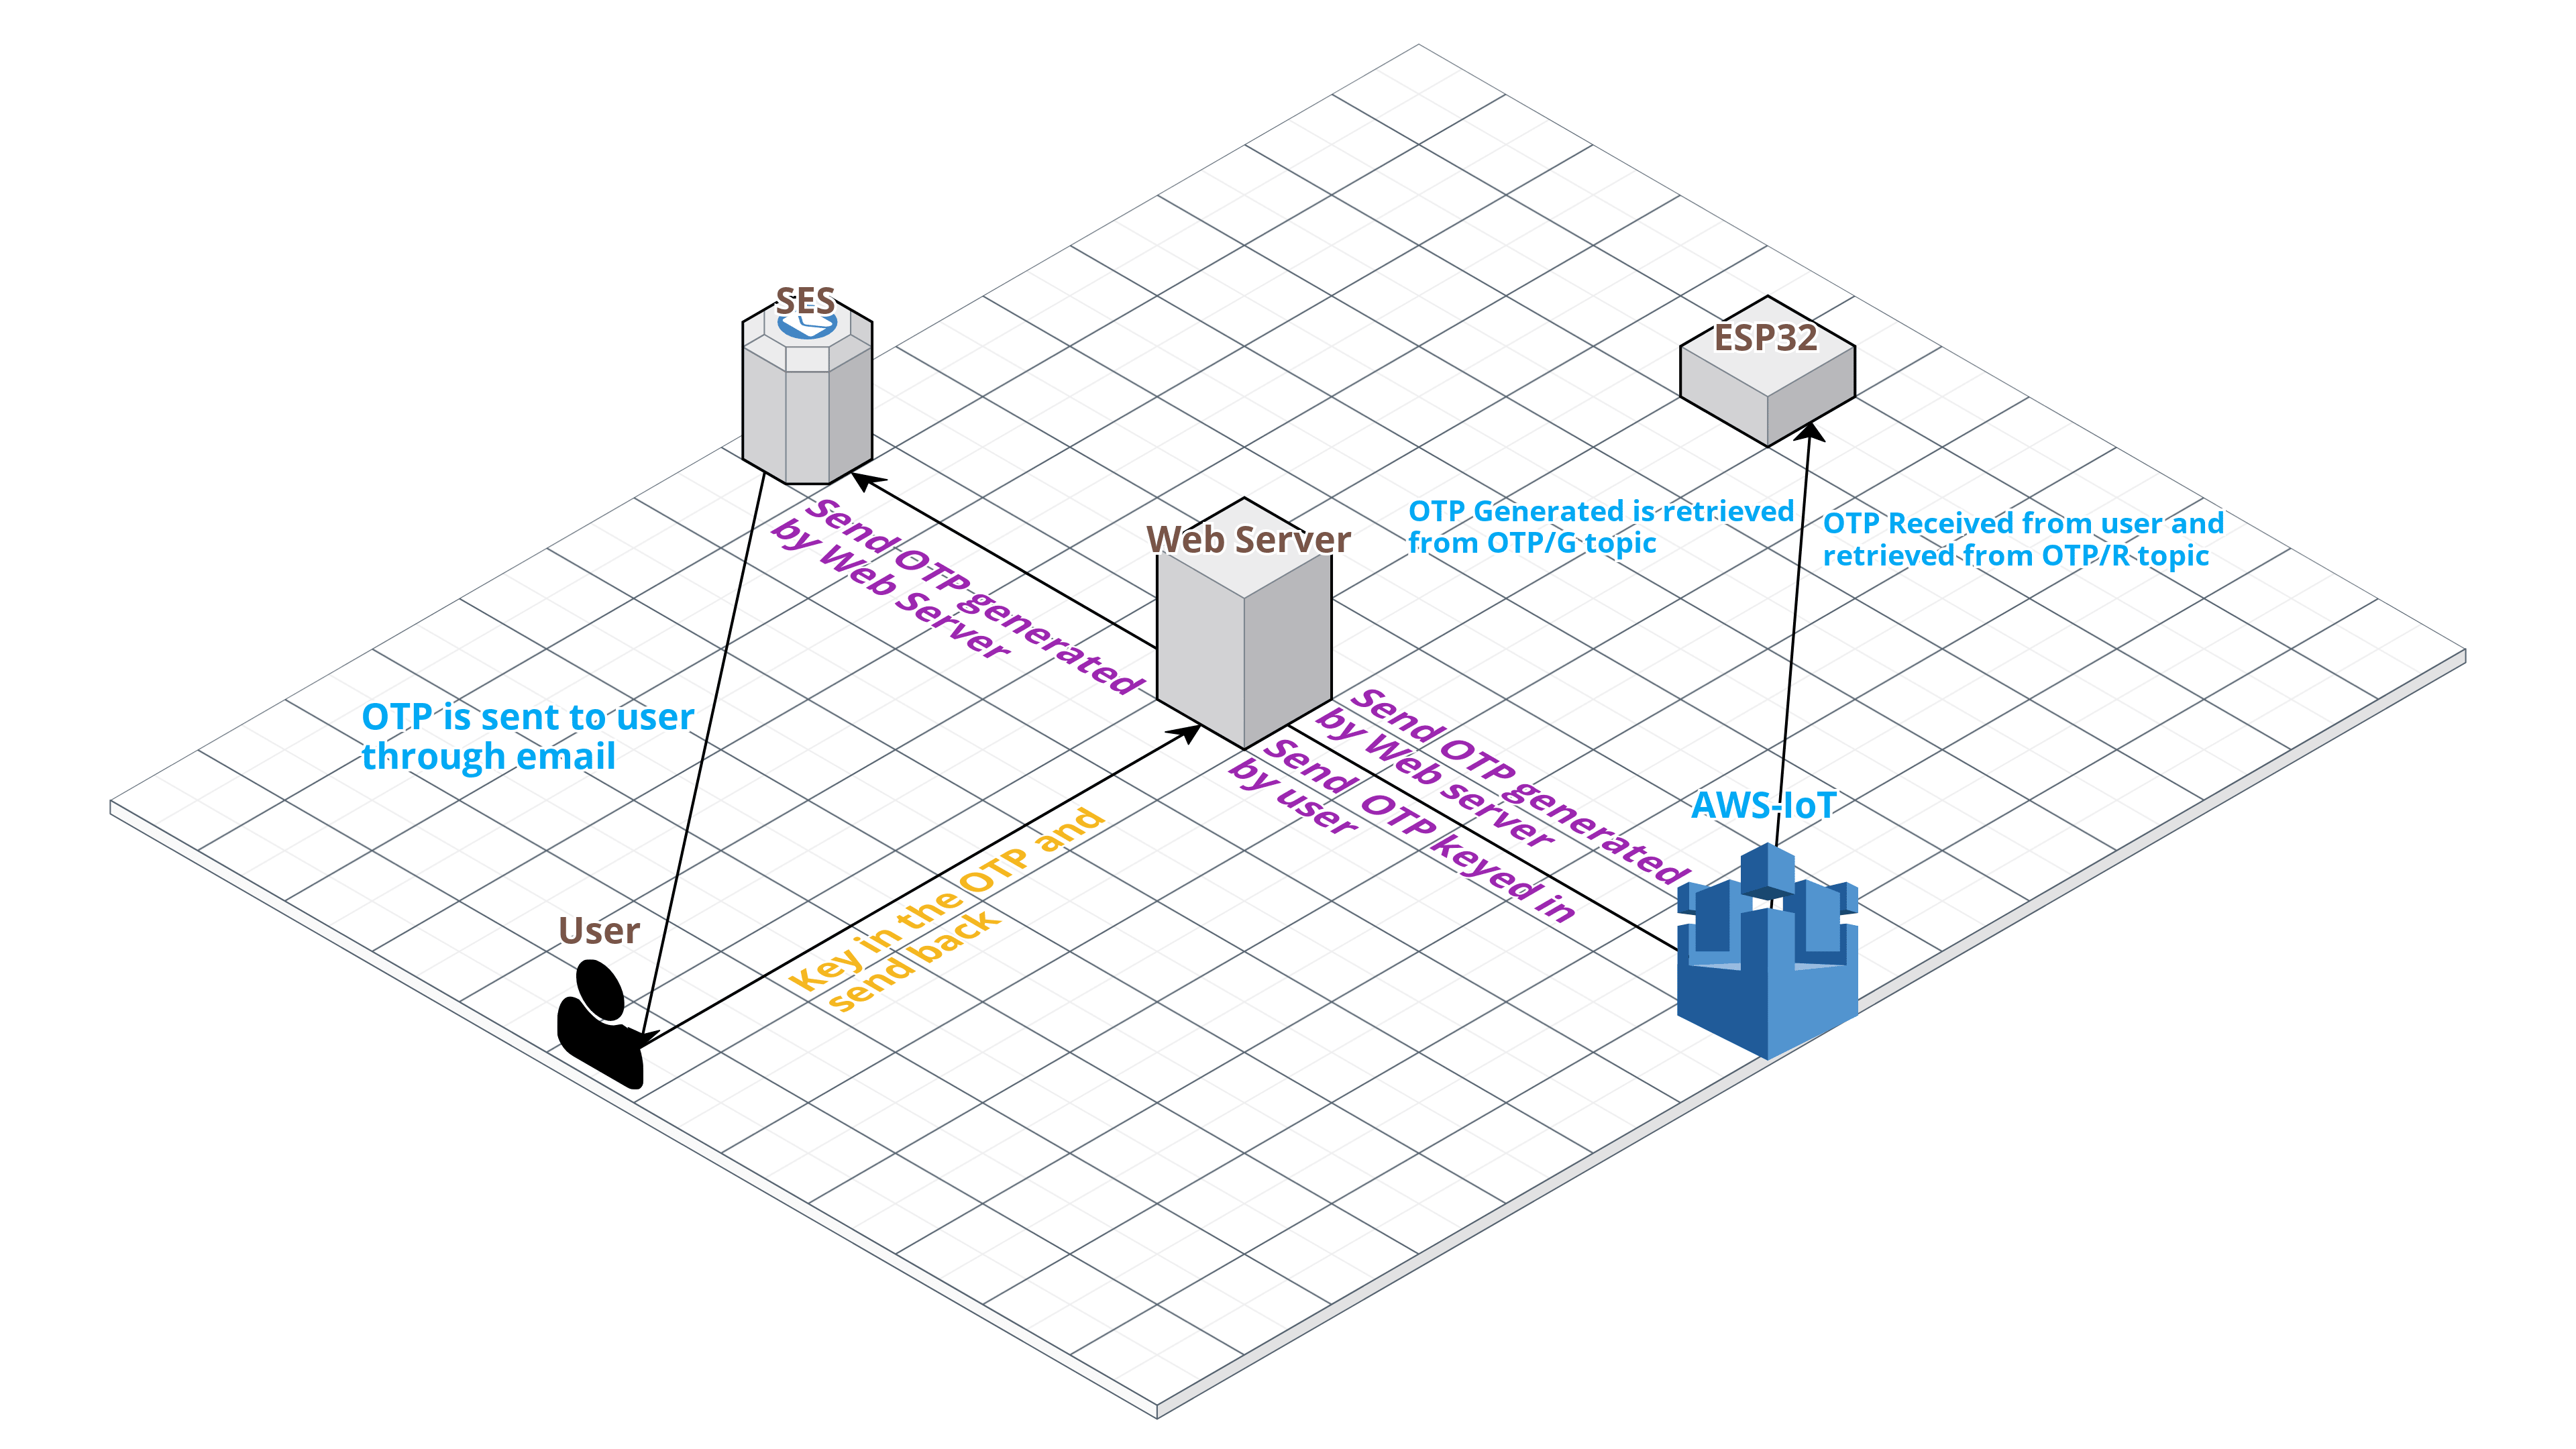 SES
ESP32
Web Server
OTP Generated is retrieved
from OTP/G topic
OTP Received from user and
retrieved from OTP/R topic
Send OTP generated
by Web Server
OTP is sent to user
through email
Send OTP generated
by Web server
Send OTP keyed in
by user
AWS-IoT
Key in the OTP and
send back
User